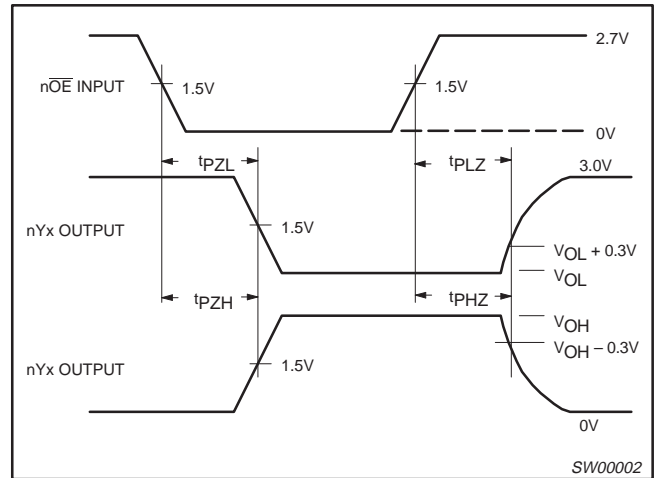 2.7V
nOE INPUT
1.5V
1.5V
0V
tPZL
tPLZ
3.0V
nYx OUTPUT
1.5V
VOL + 0.3V
VOL
tPZH
tPHZ
VOH
VOH – 0.3V
nYx OUTPUT
1.5V
0V
SW00002